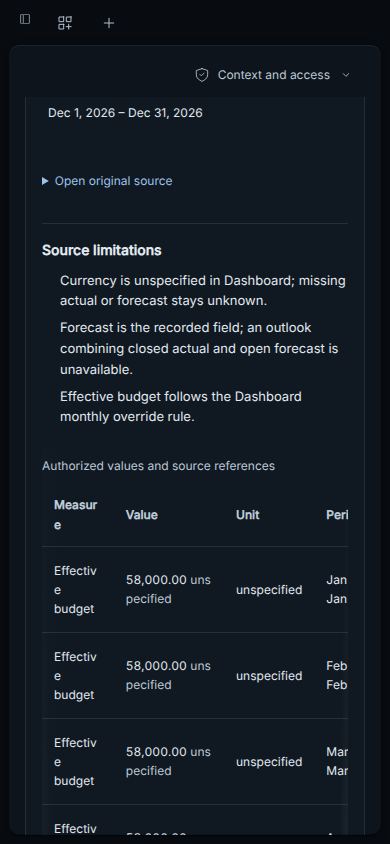 Context and access
Dec 1, 2026 – Dec 31, 2026
Open original source
Source limitations
Currency is unspecified in Dashboard; missing
actual or forecast stays unknown.
Forecast is the recorded field; an outlook
combining closed actual and open forecast is
unavailable.
Effective budget follows the Dashboard
monthly override rule.
Authorized values and source references
Measur
e
Value
Unit
Peri
Effectiv
e
budget
58,000.00 uns
pecified
unspecified
Jan
Jan
Effectiv
e
budget
58,000.00 uns
pecified
unspecified
Feb
Feb
Effectiv
e
budget
58,000.00 uns
pecified
unspecified
Mar
Mar
Effectiv